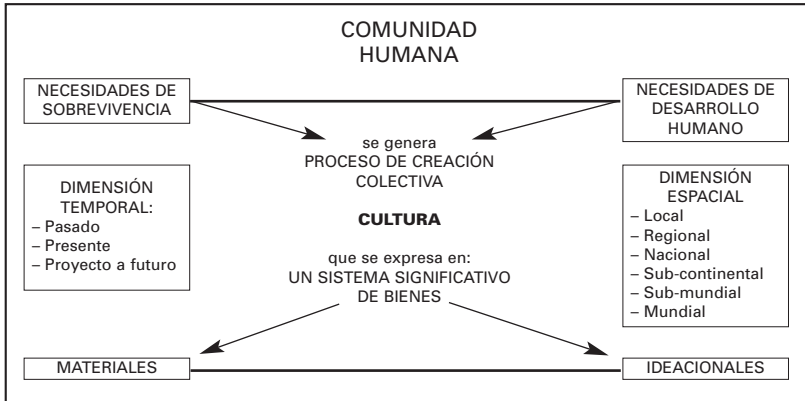 COMUNIDAD
HUMANA
NECESIDADES DE
SOBREVIVENCIA
NECESIDADES DE
DESARROLLO
HUMANO
se genera
PROCESO DE CREACIÓN
COLECTIVA
DIMENSIÓN
TEMPORAL:
– Pasado
– Presente
– Proyecto a futuro
CULTURA
DIMENSIÓN
ESPACIAL
– Local
– Regional
– Nacional
– Sub-continental
– Sub-mundial
– Mundial
que se expresa en:
UN SISTEMA SIGNIFICATIVO
DE BIENES
MATERIALES
IDEACIONALES